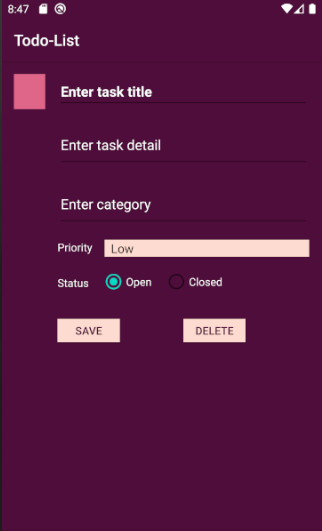 8:47
Todo-List
Enter task title
Enter task detail
Enter category
Priority Low
Status Open Closed
SAVE DELETE